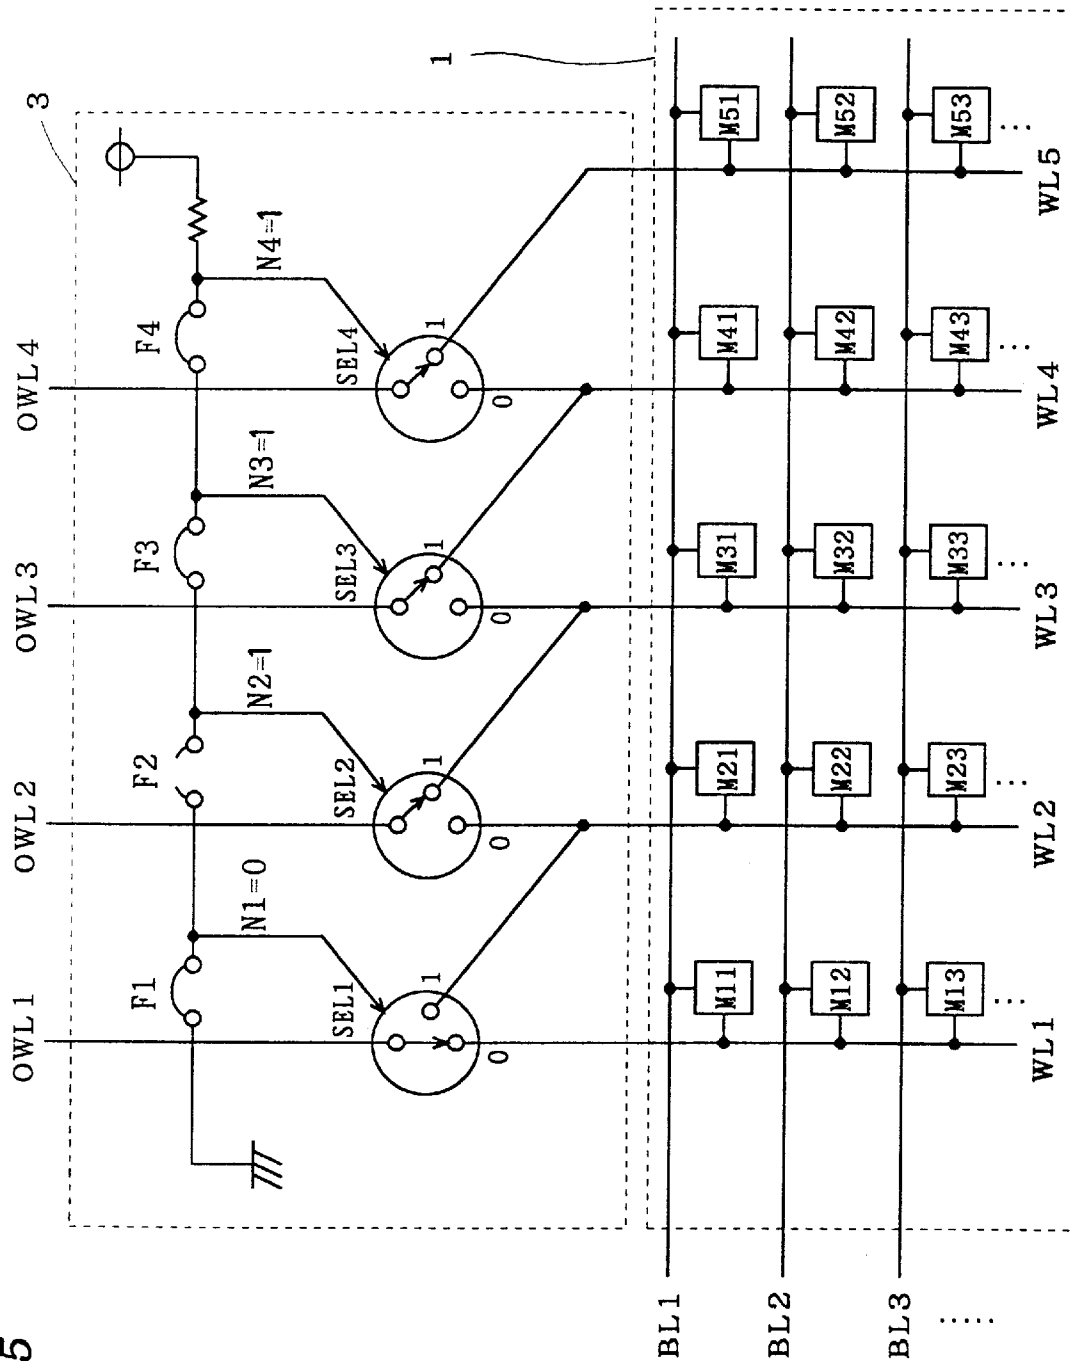 5
3
1
OWL1
OWL2
OWL3
OWL4
F1
F2
F3
F4
N1=0
N2=1
N3=1
N4=1
SEL1
SEL2
SEL3
SEL4
1
1
1
1
0
0
0
0
BL1
M11
M21
M31
M41
M51
BL2
M12
M22
M32
M42
M52
BL3
M13
M23
M33
M43
M53
.....
...
...
...
...
...
WL1
WL2
WL3
WL4
WL5